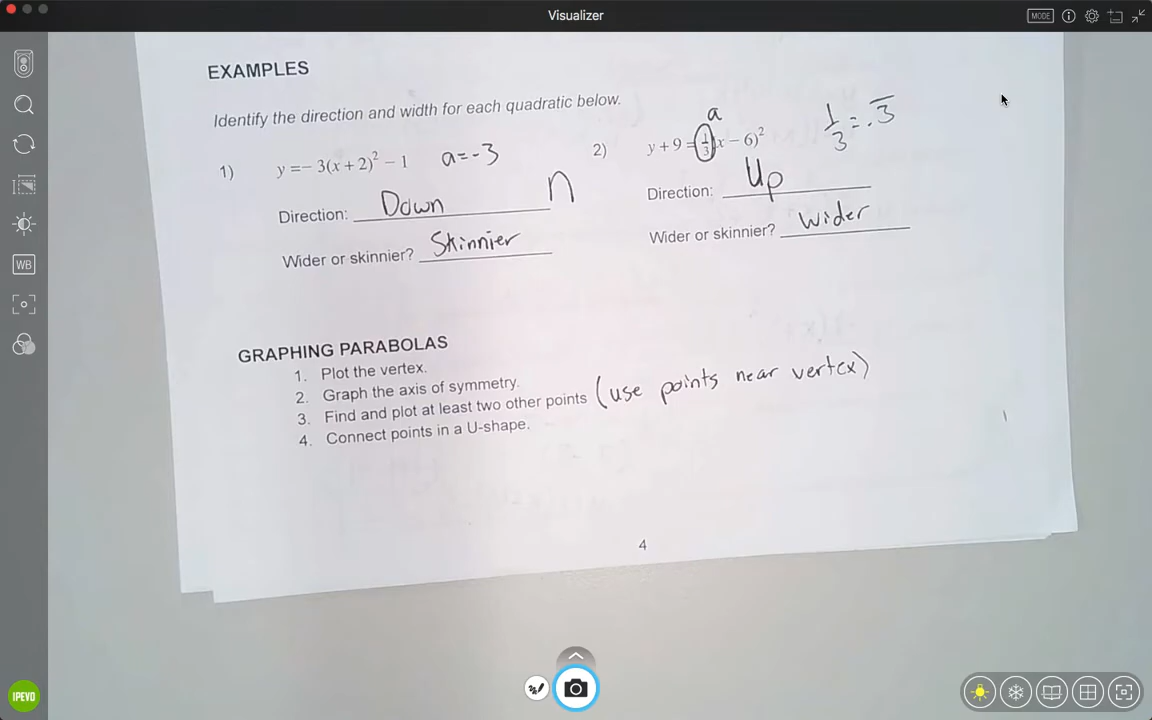 Visualizer
MODE
EXAMPLES
Identify the direction and width for each quadratic below.
1) y = − 3(x + 2)² − 1 a = -3
Direction: Down ∩
Wider or skinnier? Skinnier
2) y + 9 = 1/3(x − 6)² a 1/3 = .3̅
Direction: Up
Wider or skinnier? Wider
GRAPHING PARABOLAS
1. Plot the vertex.
2. Graph the axis of symmetry.
3. Find and plot at least two other points (use points near vertex)
4. Connect points in a U-shape.
4
WB
IPEVO